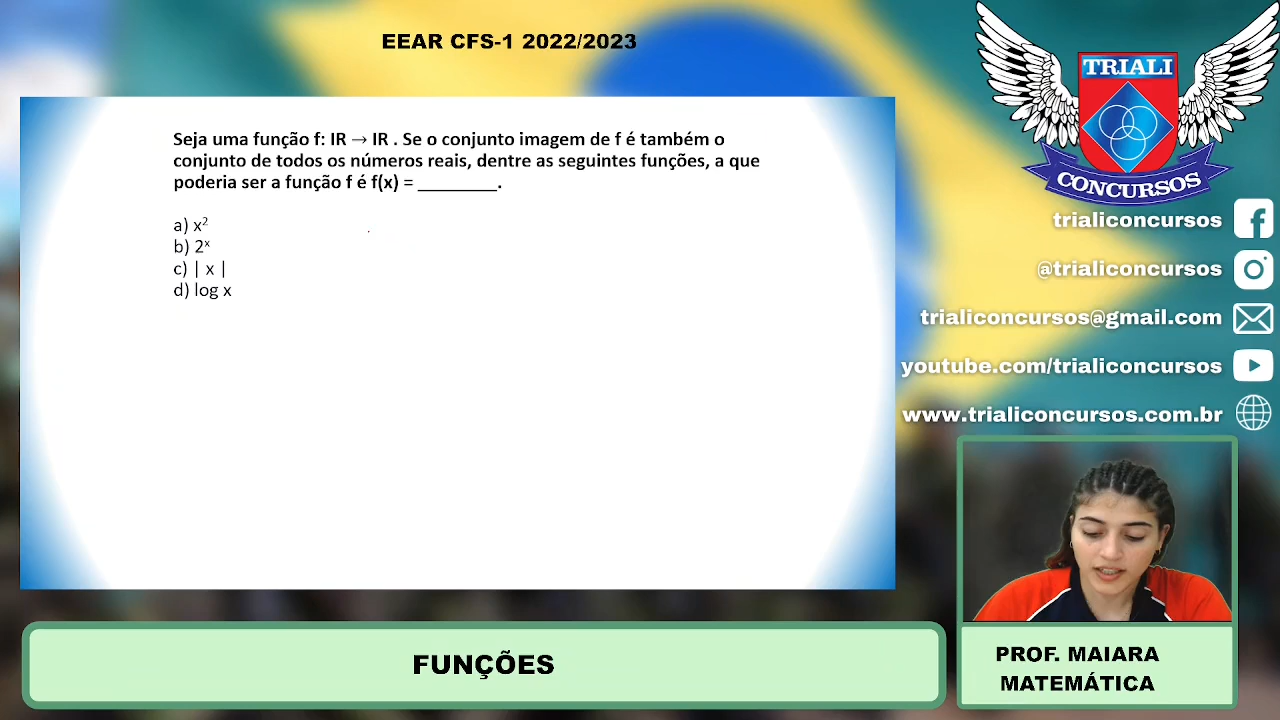 EEAR CFS-1 2022/2023
TRIALI
CONCURSOS
Seja uma função f: IR → IR . Se o conjunto imagem de f é também o
conjunto de todos os números reais, dentre as seguintes funções, a que
poderia ser a função f é f(x) = ________.
a) x²
b) 2ˣ
c) | x |
d) log x
trialiconcursos
@trialiconcursos
trialiconcursos@gmail.com
youtube.com/trialiconcursos
www.trialiconcursos.com.br
FUNÇÕES
PROF. MAIARA
MATEMÁTICA